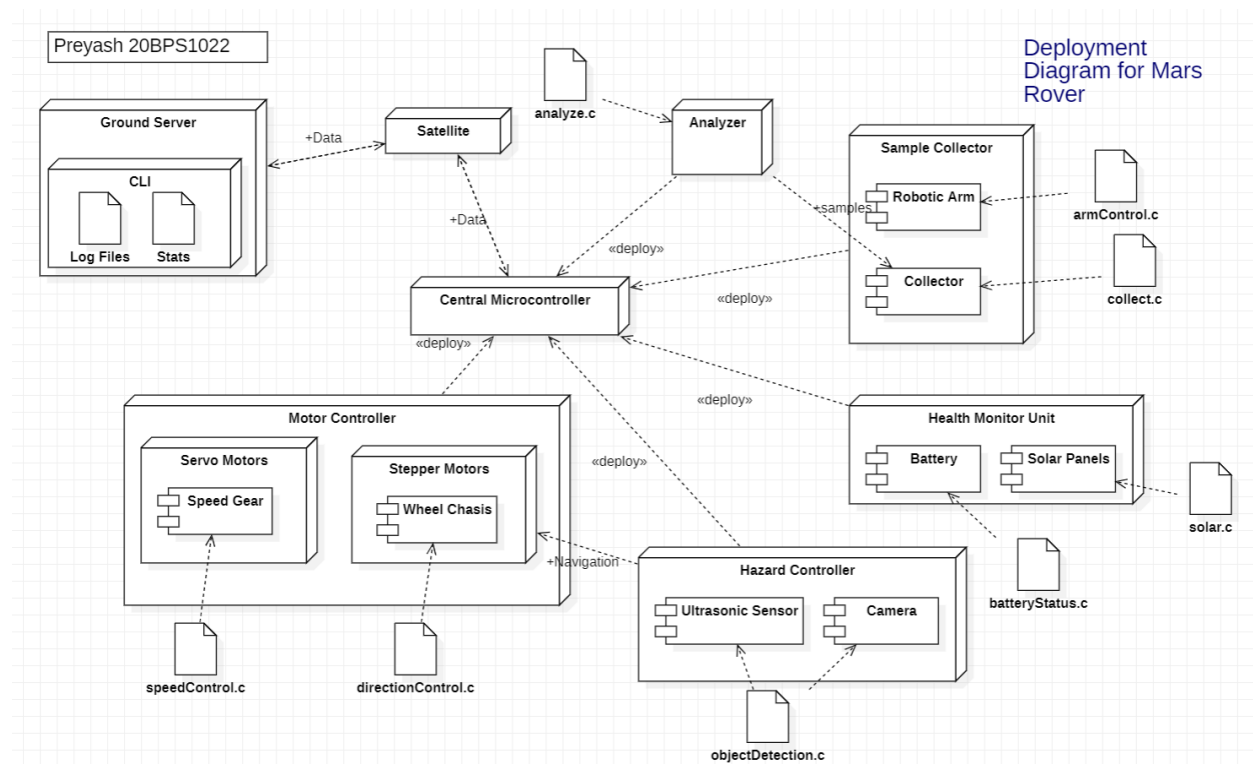 Preyash 20BPS1022
Deployment
Diagram for Mars
Rover
analyze.c
Ground Server
CLI
Log Files
Stats
+Data
Satellite
+Data
Analyzer
Sample Collector
Robotic Arm
+samples
Collector
armControl.c
collect.c
«deploy»
«deploy»
Central Microcontroller
«deploy»
«deploy»
«deploy»
Motor Controller
Servo Motors
Speed Gear
Stepper Motors
Wheel Chasis
Health Monitor Unit
Battery
Solar Panels
solar.c
batteryStatus.c
+Navigation
Hazard Controller
Ultrasonic Sensor
Camera
speedControl.c
directionControl.c
objectDetection.c